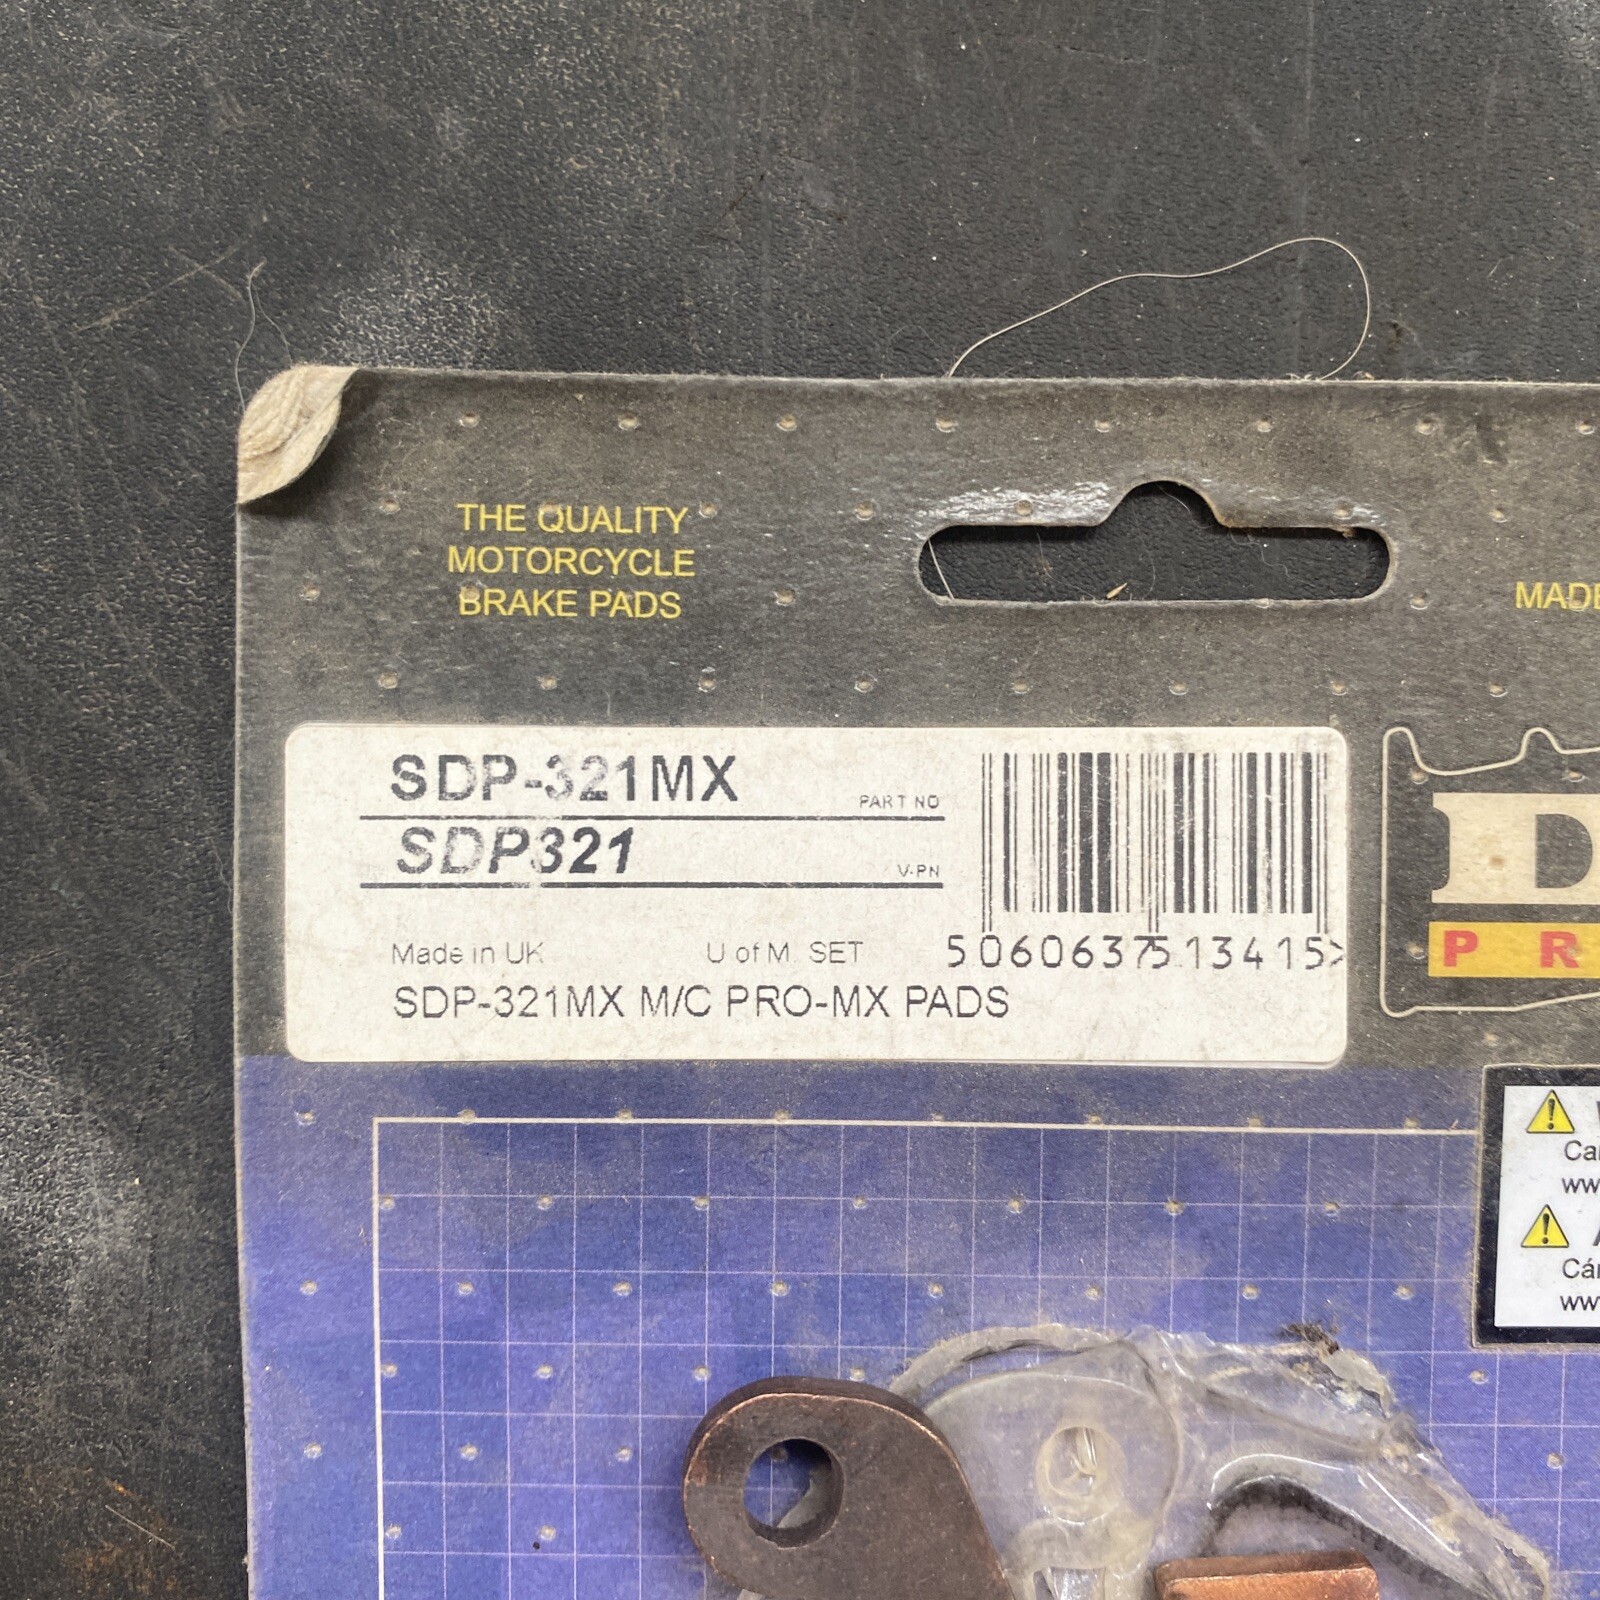 THE QUALITY
MOTORCYCLE
BRAKE PADS
MADE
SDP-321MX
PART NO
SDP321
V-PN
Made in UK
U of M. SET
5060637513415>
SDP-321MX M/C PRO-MX PADS
D
P R